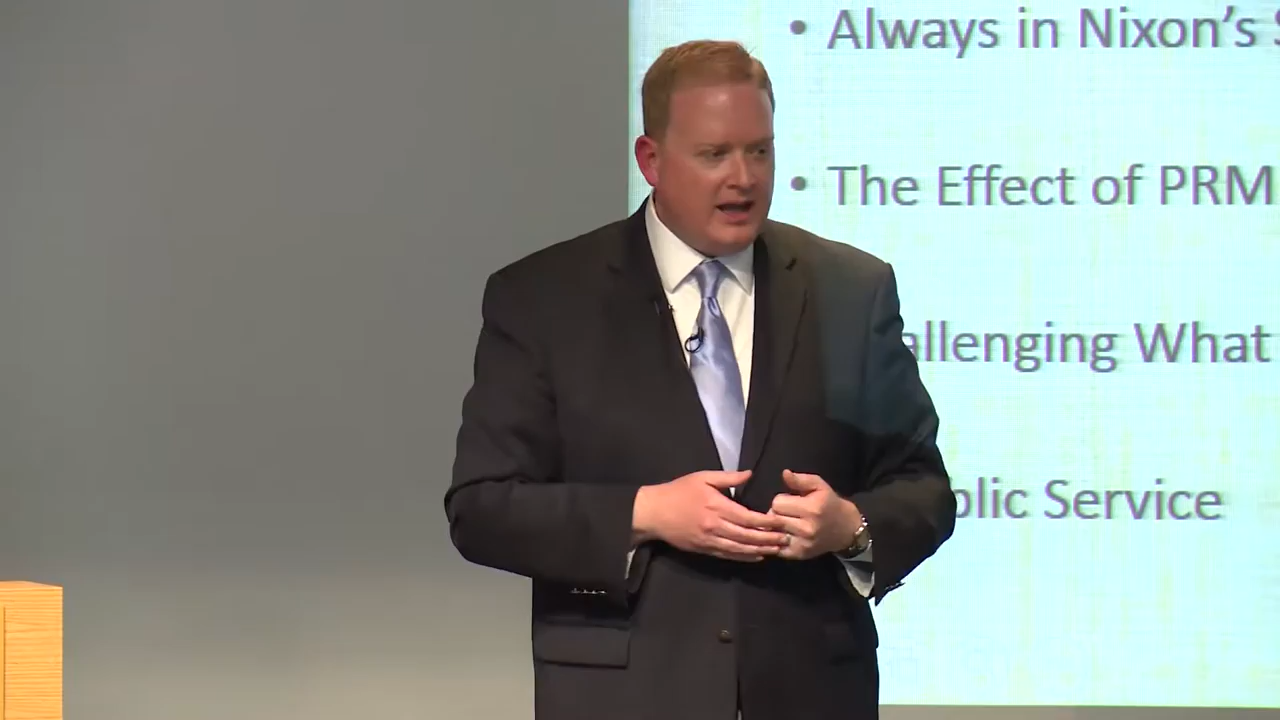 • Always in Nixon's
• The Effect of PRM
allenging What
blic Service